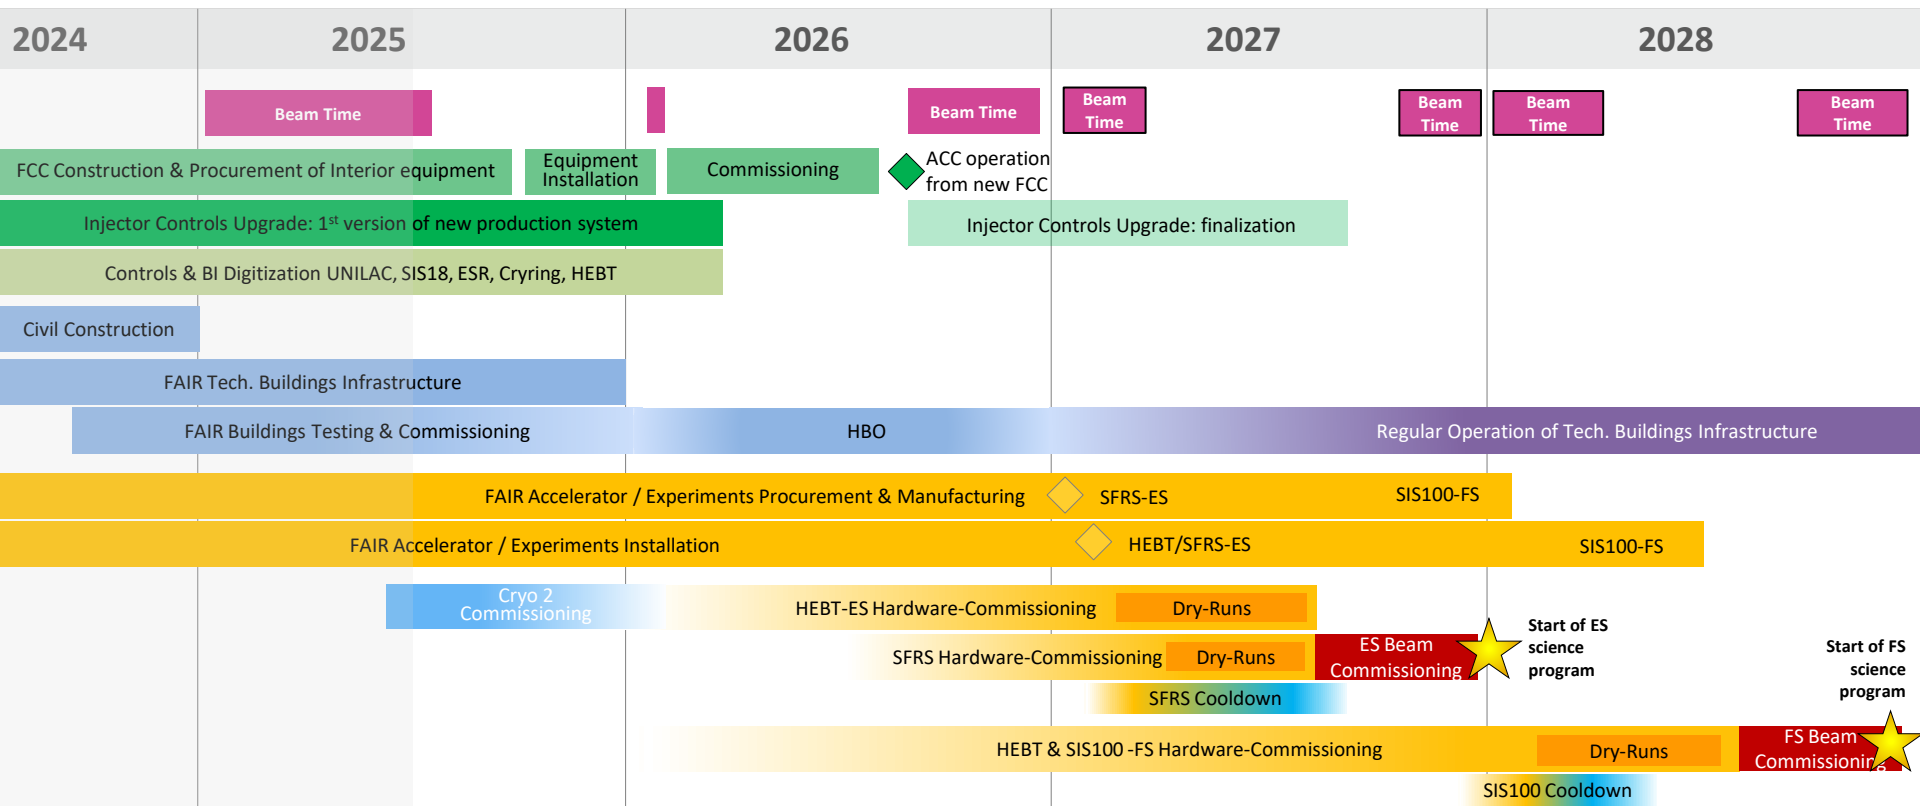 2024 2025 2026 2027 2028
Beam Time
Beam Time
Beam
Time
Beam
Time
Beam
Time
Beam
Time
FCC Construction & Procurement of Interior equipment
Equipment
Installation
Commissioning
ACC operation
from new FCC
Injector Controls Upgrade: 1st version of new production system
Injector Controls Upgrade: finalization
Controls & BI Digitization UNILAC, SIS18, ESR, Cryring, HEBT
Civil Construction
FAIR Tech. Buildings Infrastructure
FAIR Buildings Testing & Commissioning
HBO
Regular Operation of Tech. Buildings Infrastructure
FAIR Accelerator / Experiments Procurement & Manufacturing
SFRS-ES
SIS100-FS
FAIR Accelerator / Experiments Installation
HEBT/SFRS-ES
SIS100-FS
Cryo 2
Commissioning
HEBT-ES Hardware-Commissioning
Dry-Runs
SFRS Hardware-Commissioning
Dry-Runs
ES Beam
Commissioning
Start of ES
science
program
Start of FS
science
program
SFRS Cooldown
HEBT & SIS100 -FS Hardware-Commissioning
Dry-Runs
FS Beam
Commissioning
SIS100 Cooldown